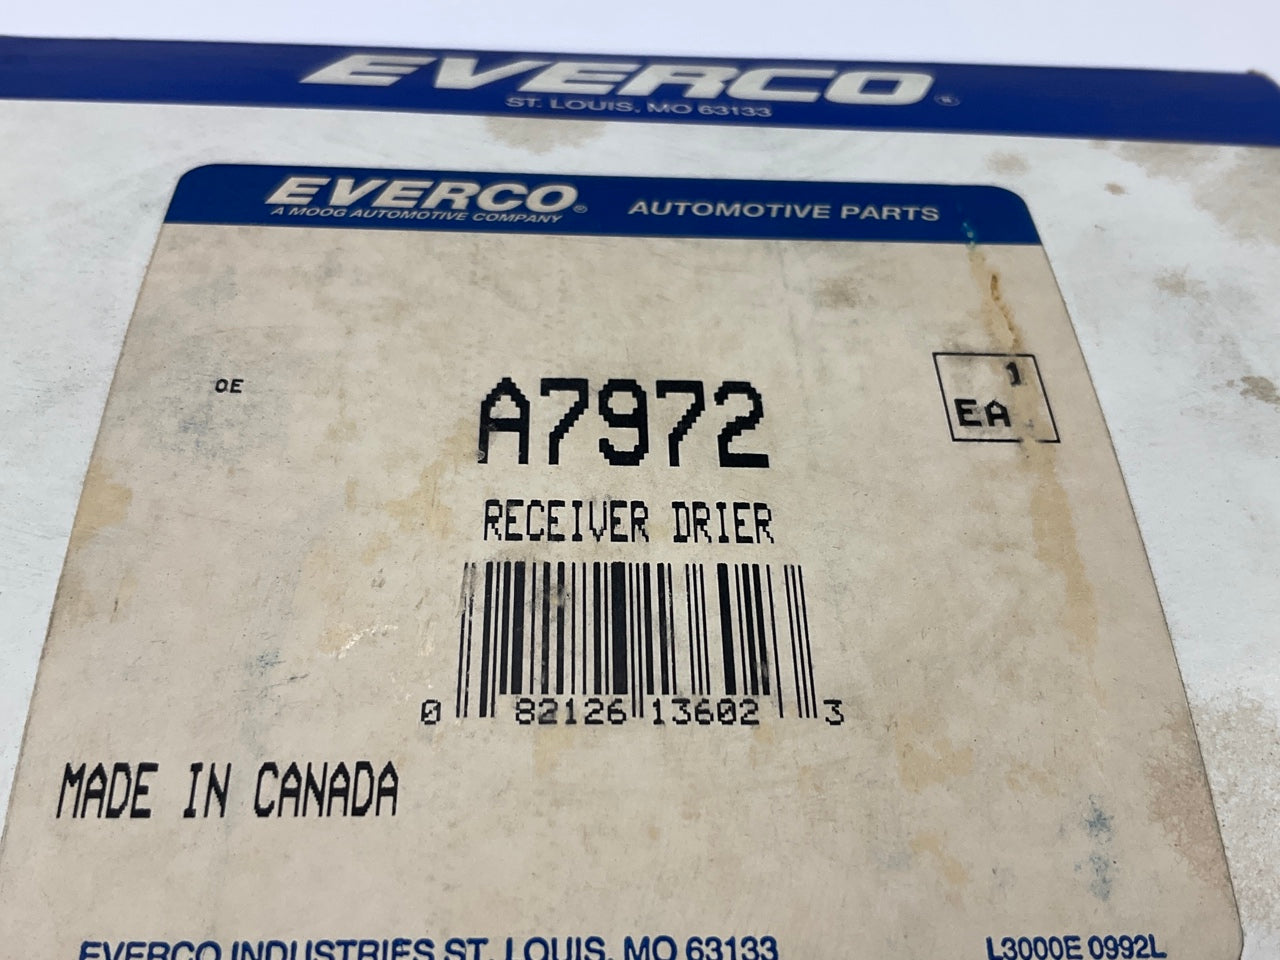 EVERCO®
ST. LOUIS, MO 63133
EVERCO®
A MOOG AUTOMOTIVE COMPANY
AUTOMOTIVE PARTS
OE
1
EA
A7972
RECEIVER DRIER
0 82126 13602 3
MADE IN CANADA
EVERCO INDUSTRIES ST. LOUIS, MO 63133
L3000E 0992L